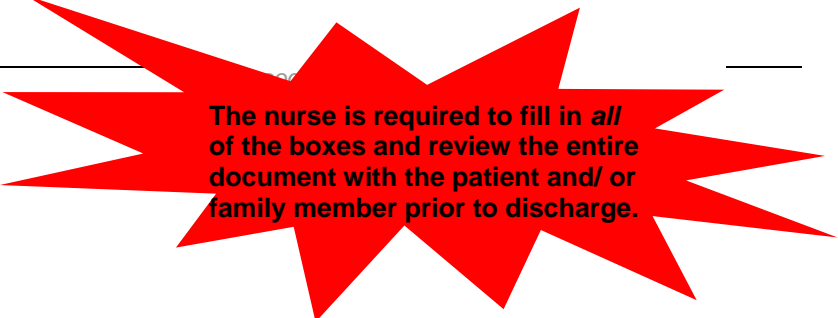 The nurse is required to fill in all
of the boxes and review the entire
document with the patient and/ or
family member prior to discharge.